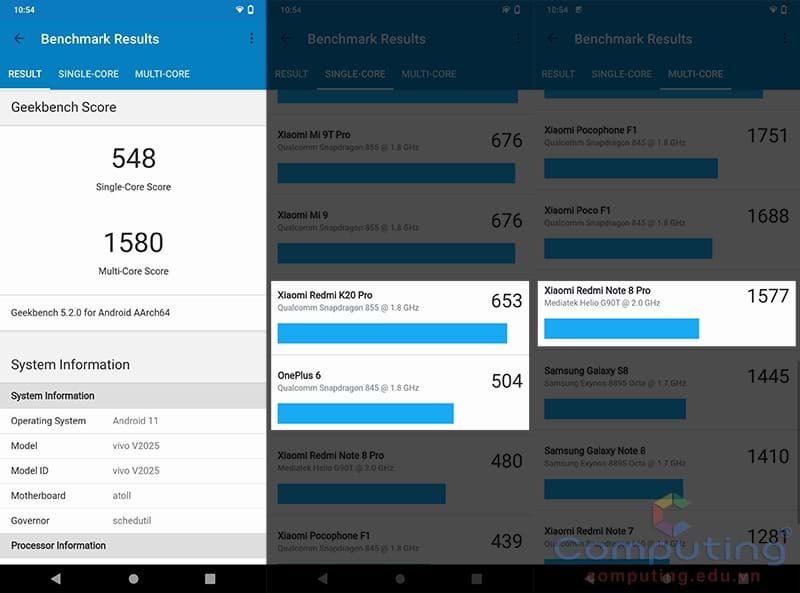 10:54
Benchmark Results
RESULT SINGLE-CORE MULTI-CORE
Geekbench Score
548
Single-Core Score
1580
Multi-Core Score
Geekbench 5.2.0 for Android AArch64
System Information
System Information
Operating System Android 11
Model vivo V2025
Model ID vivo V2025
Motherboard atoll
Governor schedutil
Processor Information
10:54
Benchmark Results
RESULT SINGLE-CORE MULTI-CORE
Xiaomi Mi 9T Pro
Qualcomm Snapdragon 855 @ 1.8 GHz
676
Xiaomi Mi 9
Qualcomm Snapdragon 855 @ 1.8 GHz
676
Xiaomi Redmi K20 Pro
Qualcomm Snapdragon 855 @ 1.8 GHz
653
OnePlus 6
Qualcomm Snapdragon 845 @ 1.8 GHz
504
Xiaomi Redmi Note 8 Pro
Mediatek Helio G90T @ 2.0 GHz
480
Xiaomi Pocophone F1
Qualcomm Snapdragon 845 @ 1.8 GHz
439
10:54
Benchmark Results
RESULT SINGLE-CORE MULTI-CORE
Xiaomi Pocophone F1
Qualcomm Snapdragon 845 @ 1.8 GHz
1751
Xiaomi Poco F1
Qualcomm Snapdragon 845 @ 1.8 GHz
1688
Xiaomi Redmi Note 8 Pro
Mediatek Helio G90T @ 2.0 GHz
1577
Samsung Galaxy S8
Samsung Exynos 8895 Octa @ 1.7 GHz
1445
Samsung Galaxy Note 8
Samsung Exynos 8895 Octa @ 1.7 GHz
1410
Xiaomi Redmi Note 7
Qualcomm Snapdragon 660 @ 1.8 GHz
1281
Computing
computing.edu.vn